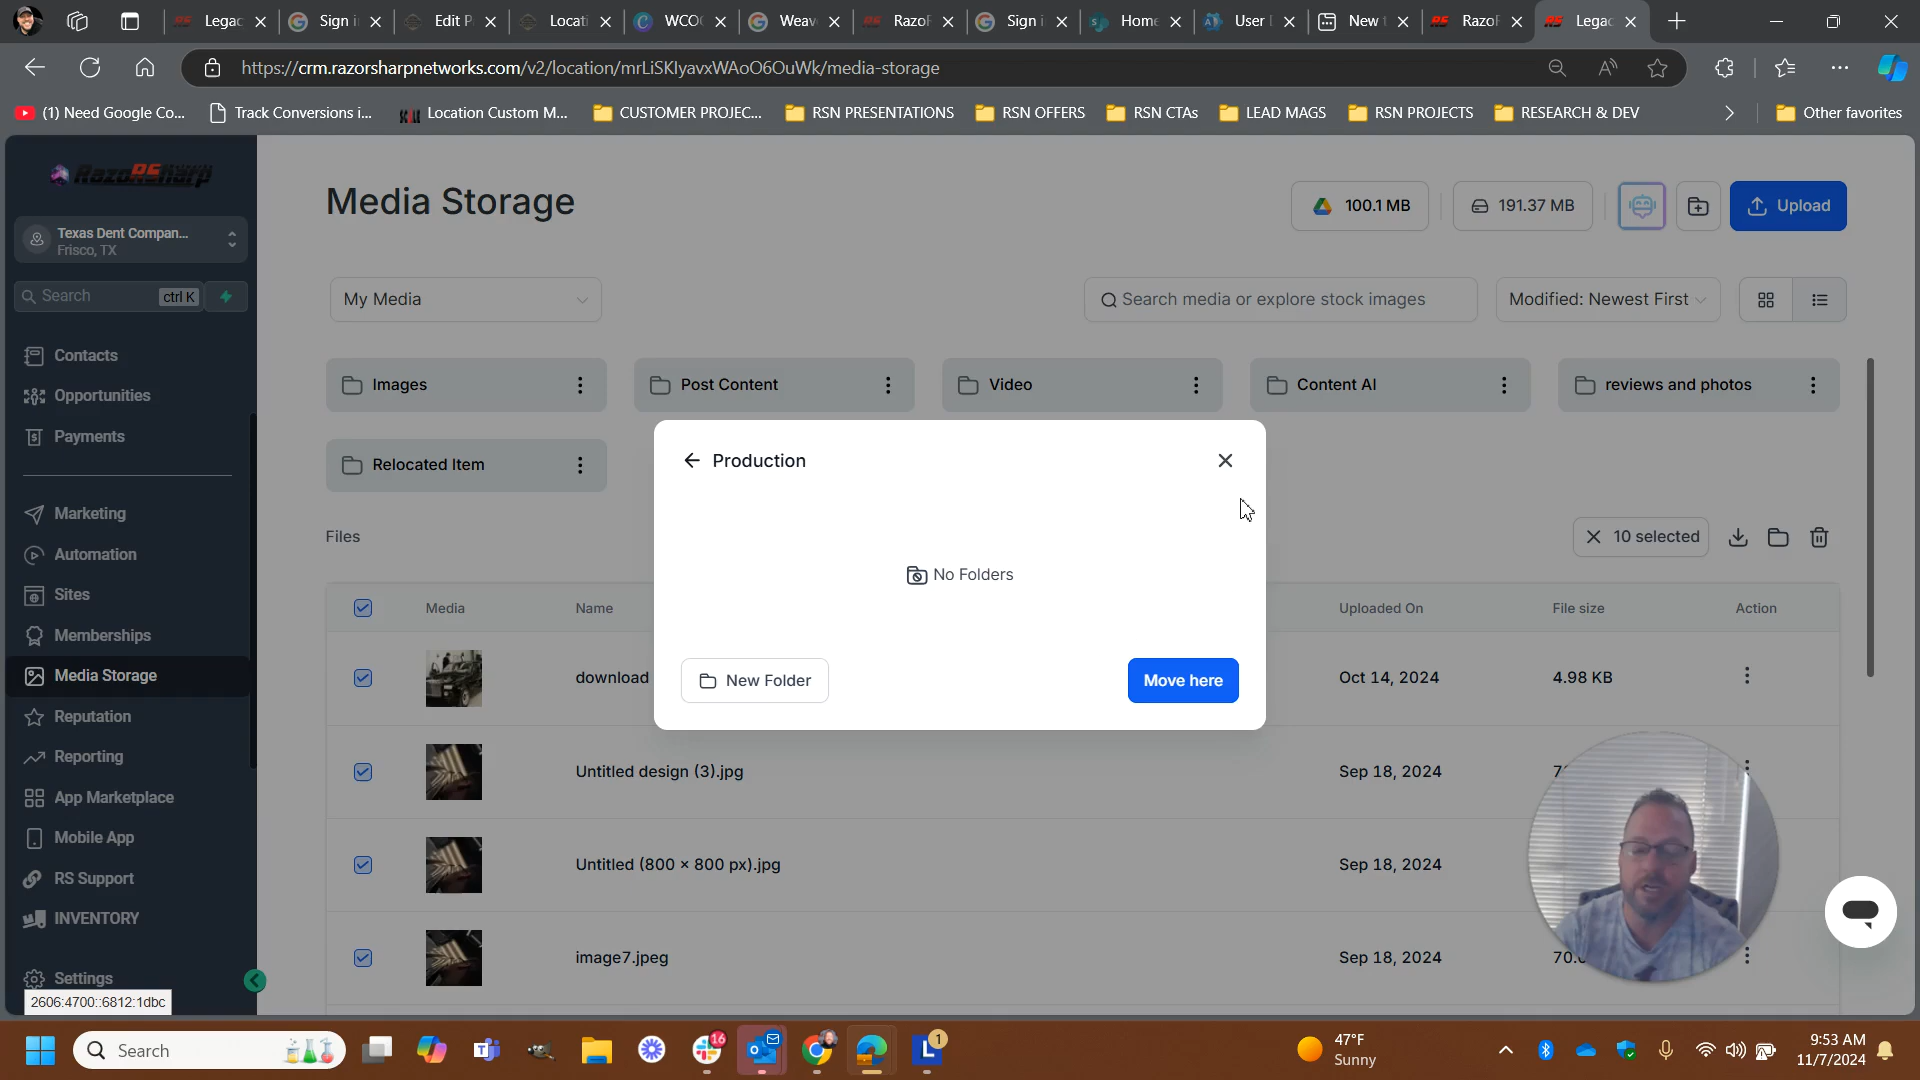 Legac
Sign i
Edit P
Locati
WCO
Weav
RazoR
Sign i
Home
User
New
RazoR
Legac
https://crm.razorsharpnetworks.com/v2/location/mrLiSKIyavxWAoO6OuWk/media-storage
(1) Need Google Co...
Track Conversions i...
Location Custom M...
CUSTOMER PROJEC...
RSN PRESENTATIONS
RSN OFFERS
RSN CTAs
LEAD MAGS
RSN PROJECTS
RESEARCH & DEV
Other favorites
RazoRSharp
Texas Dent Compan...
Frisco, TX
Search
ctrl K
Contacts
Opportunities
Payments
Marketing
Automation
Sites
Memberships
Media Storage
Reputation
Reporting
App Marketplace
Mobile App
RS Support
INVENTORY
Settings
2606:4700::6812:1dbc
Media Storage
100.1 MB
191.37 MB
Upload
My Media
Search media or explore stock images
Modified: Newest First
Images
Post Content
Video
Content AI
reviews and photos
Relocated Item
Production
No Folders
New Folder
Move here
Files
10 selected
Media
Name
Uploaded On
File size
Action
download
Oct 14, 2024
4.98 KB
Untitled design (3).jpg
Sep 18, 2024
Untitled (800 × 800 px).jpg
Sep 18, 2024
image7.jpeg
Sep 18, 2024
70.
Search
16
1
47°F
Sunny
9:53 AM
11/7/2024